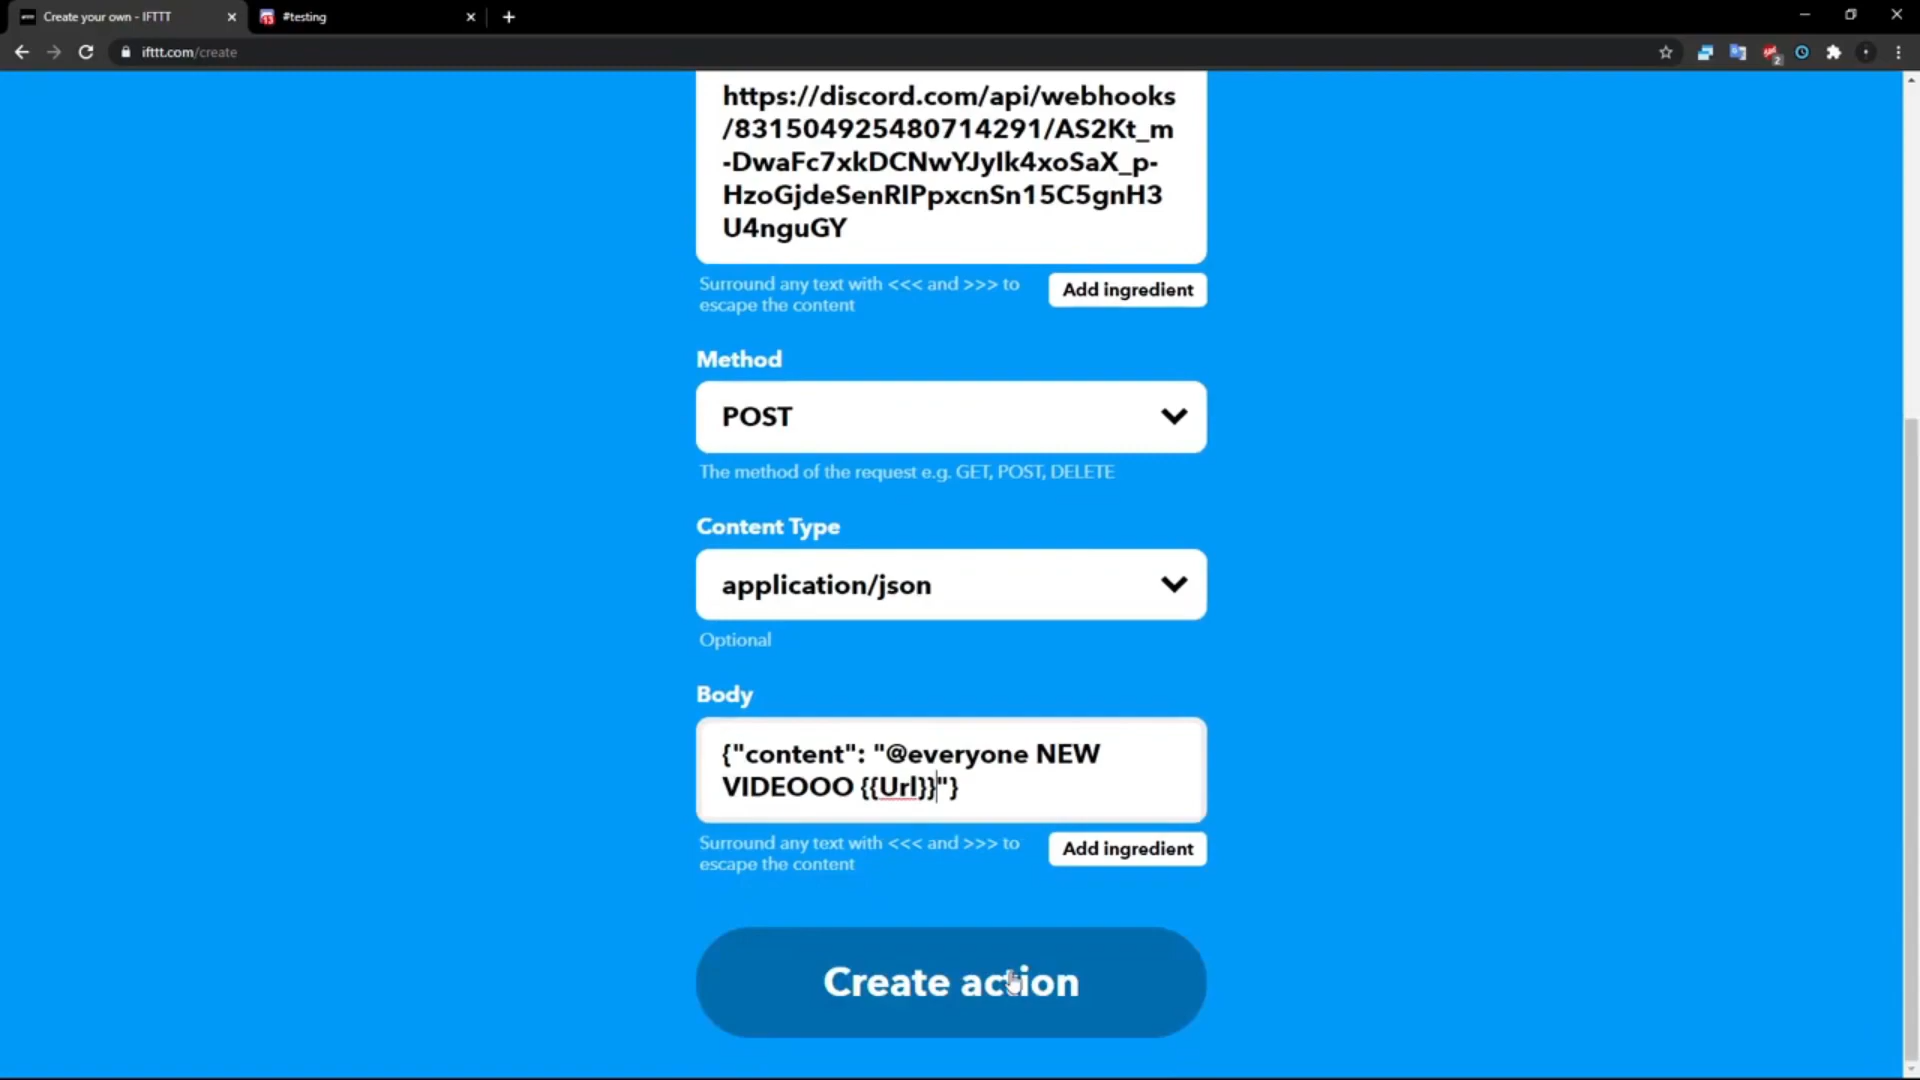 Create your own - IFTTT
#testing
ifttt.com/create
https://discord.com/api/webhooks
/831504925480714291/AS2Kt_m
-DwaFc7xkDCNwYJyIk4xoSaX_p-
HzoGjdeSenRIPpxcnSn15C5gnH3
U4nguGY
Surround any text with <<< and >>> to
escape the content
Add ingredient
Method
POST
The method of the request e.g. GET, POST, DELETE
Content Type
application/json
Optional
Body
{"content": "@everyone NEW
VIDEOOO {{Url}}"}
Surround any text with <<< and >>> to
escape the content
Add ingredient
Create action